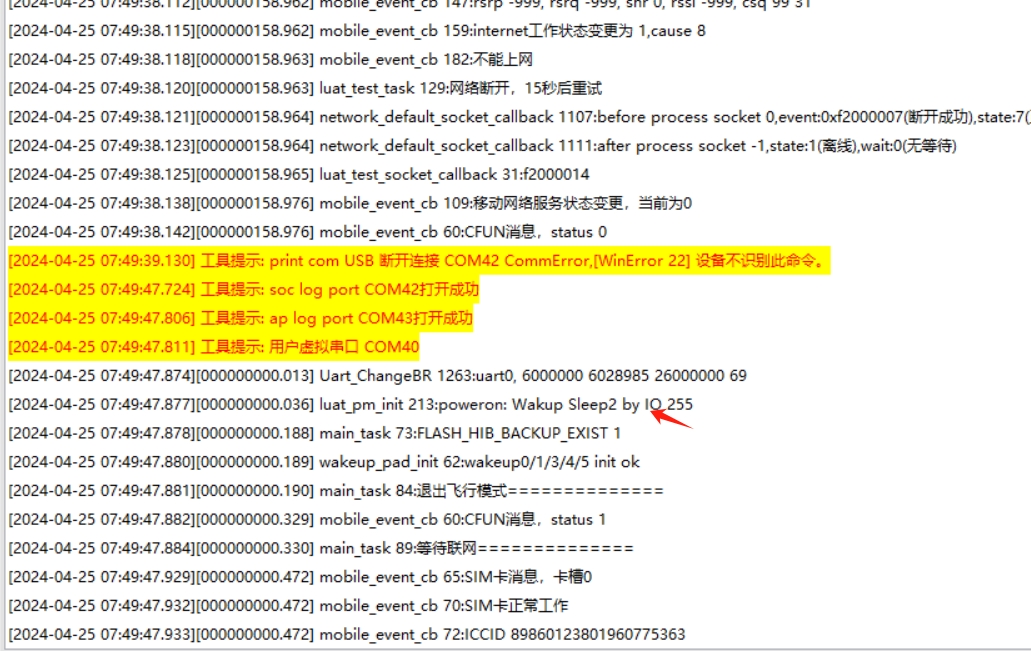 [2024-04-25 07:49:38.112][000000158.962] mobile_event_cb 147:rsrp -999, rsrq -999, snr 0, rssi -999, csq 99 31
[2024-04-25 07:49:38.115][000000158.962] mobile_event_cb 159:internet工作状态变更为 1,cause 8
[2024-04-25 07:49:38.118][000000158.963] mobile_event_cb 182:不能上网
[2024-04-25 07:49:38.120][000000158.963] luat_test_task 129:网络断开，15秒后重试
[2024-04-25 07:49:38.121][000000158.964] network_default_socket_callback 1107:before process socket 0,event:0xf2000007(断开成功),state:7(
[2024-04-25 07:49:38.123][000000158.964] network_default_socket_callback 1111:after process socket -1,state:1(离线),wait:0(无等待)
[2024-04-25 07:49:38.125][000000158.965] luat_test_socket_callback 31:f2000014
[2024-04-25 07:49:38.138][000000158.976] mobile_event_cb 109:移动网络服务状态变更，当前为0
[2024-04-25 07:49:38.142][000000158.976] mobile_event_cb 60:CFUN消息，status 0
[2024-04-25 07:49:39.130] 工具提示: print com USB 断开连接 COM42 CommError,[WinError 22] 设备不识别此命令。
[2024-04-25 07:49:47.724] 工具提示: soc log port COM42打开成功
[2024-04-25 07:49:47.806] 工具提示: ap log port COM43打开成功
[2024-04-25 07:49:47.811] 工具提示: 用户虚拟串口 COM40
[2024-04-25 07:49:47.874][000000000.013] Uart_ChangeBR 1263:uart0, 6000000 6028985 26000000 69
[2024-04-25 07:49:47.877][000000000.036] luat_pm_init 213:poweron: Wakup Sleep2 by IO 255
[2024-04-25 07:49:47.878][000000000.188] main_task 73:FLASH_HIB_BACKUP_EXIST 1
[2024-04-25 07:49:47.880][000000000.189] wakeup_pad_init 62:wakeup0/1/3/4/5 init ok
[2024-04-25 07:49:47.881][000000000.190] main_task 84:退出飞行模式==============
[2024-04-25 07:49:47.882][000000000.329] mobile_event_cb 60:CFUN消息，status 1
[2024-04-25 07:49:47.884][000000000.330] main_task 89:等待联网==============
[2024-04-25 07:49:47.929][000000000.472] mobile_event_cb 65:SIM卡消息，卡槽0
[2024-04-25 07:49:47.932][000000000.472] mobile_event_cb 70:SIM卡正常工作
[2024-04-25 07:49:47.933][000000000.472] mobile_event_cb 72:ICCID 89860123801960775363